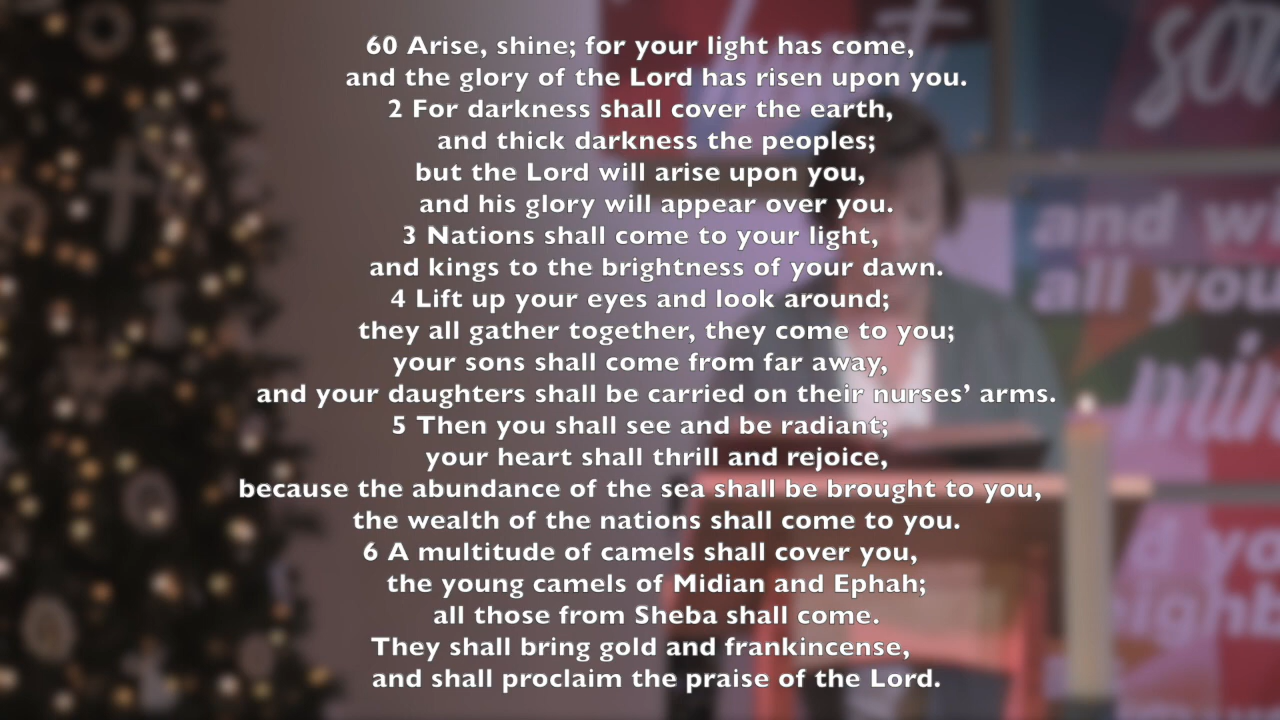 60 Arise, shine; for your light has come,
and the glory of the Lord has risen upon you.
2 For darkness shall cover the earth,
and thick darkness the peoples;
but the Lord will arise upon you,
and his glory will appear over you.
3 Nations shall come to your light,
and kings to the brightness of your dawn.
4 Lift up your eyes and look around;
they all gather together, they come to you;
your sons shall come from far away,
and your daughters shall be carried on their nurses’ arms.
5 Then you shall see and be radiant;
your heart shall thrill and rejoice,
because the abundance of the sea shall be brought to you,
the wealth of the nations shall come to you.
6 A multitude of camels shall cover you,
the young camels of Midian and Ephah;
all those from Sheba shall come.
They shall bring gold and frankincense,
and shall proclaim the praise of the Lord.
and
all you